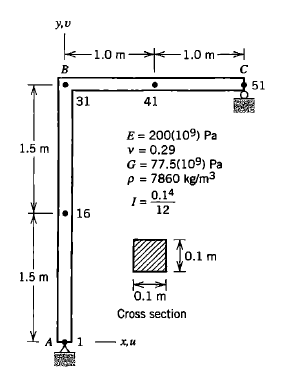 y,v
1.0 m 1.0 m
B C
51
31 41
E = 200(10⁹) Pa
ν = 0.29
G = 77.5(10⁹) Pa
ρ = 7860 kg/m³
I = 0.1⁴/12
1.5 m
16
0.1 m
0.1 m
Cross section
1.5 m
A 1 x,u